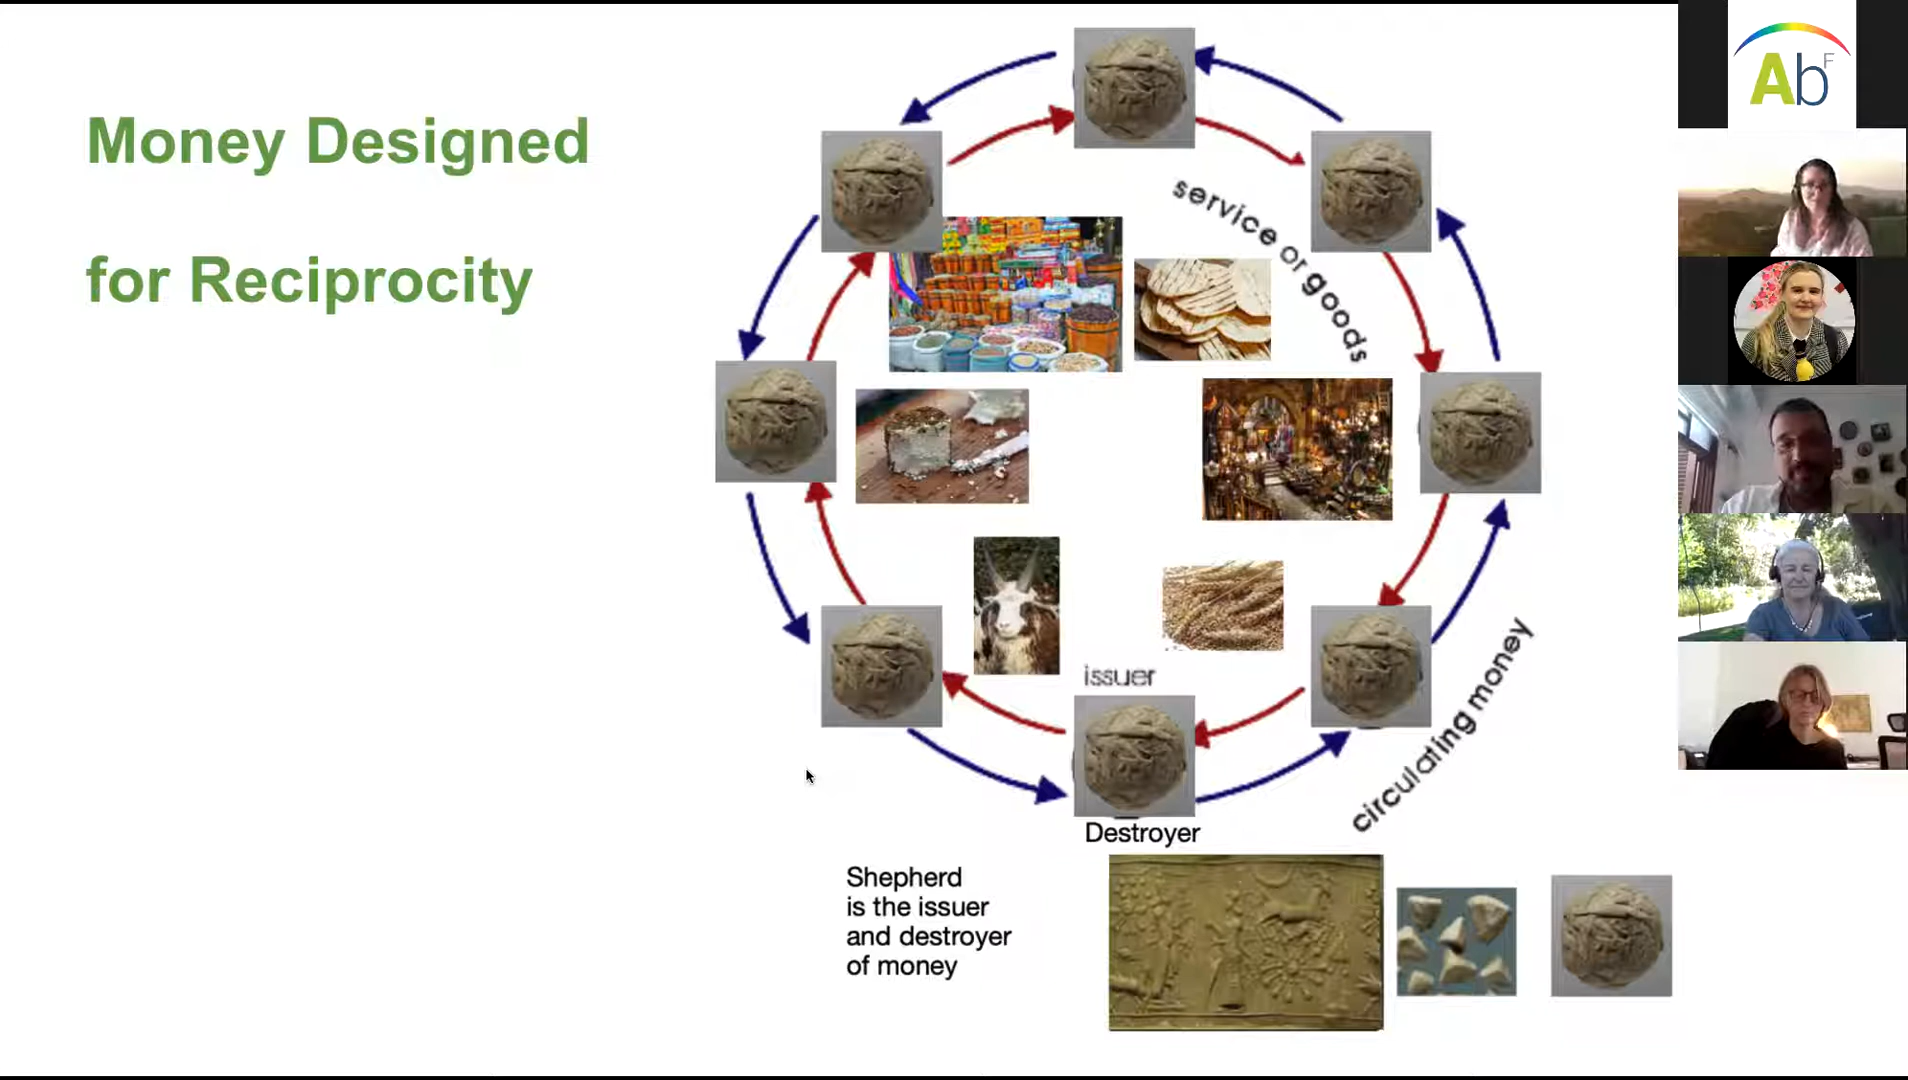 Money Designed
for Reciprocity
service or goods
issuer
circulating money
Destroyer
Shepherd
is the issuer
and destroyer
of money
Ab F